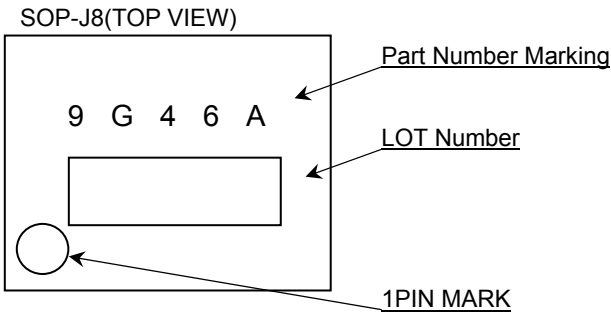 SOP-J8(TOP VIEW)
Part Number Marking
9 G 4 6 A
LOT Number
1PIN MARK